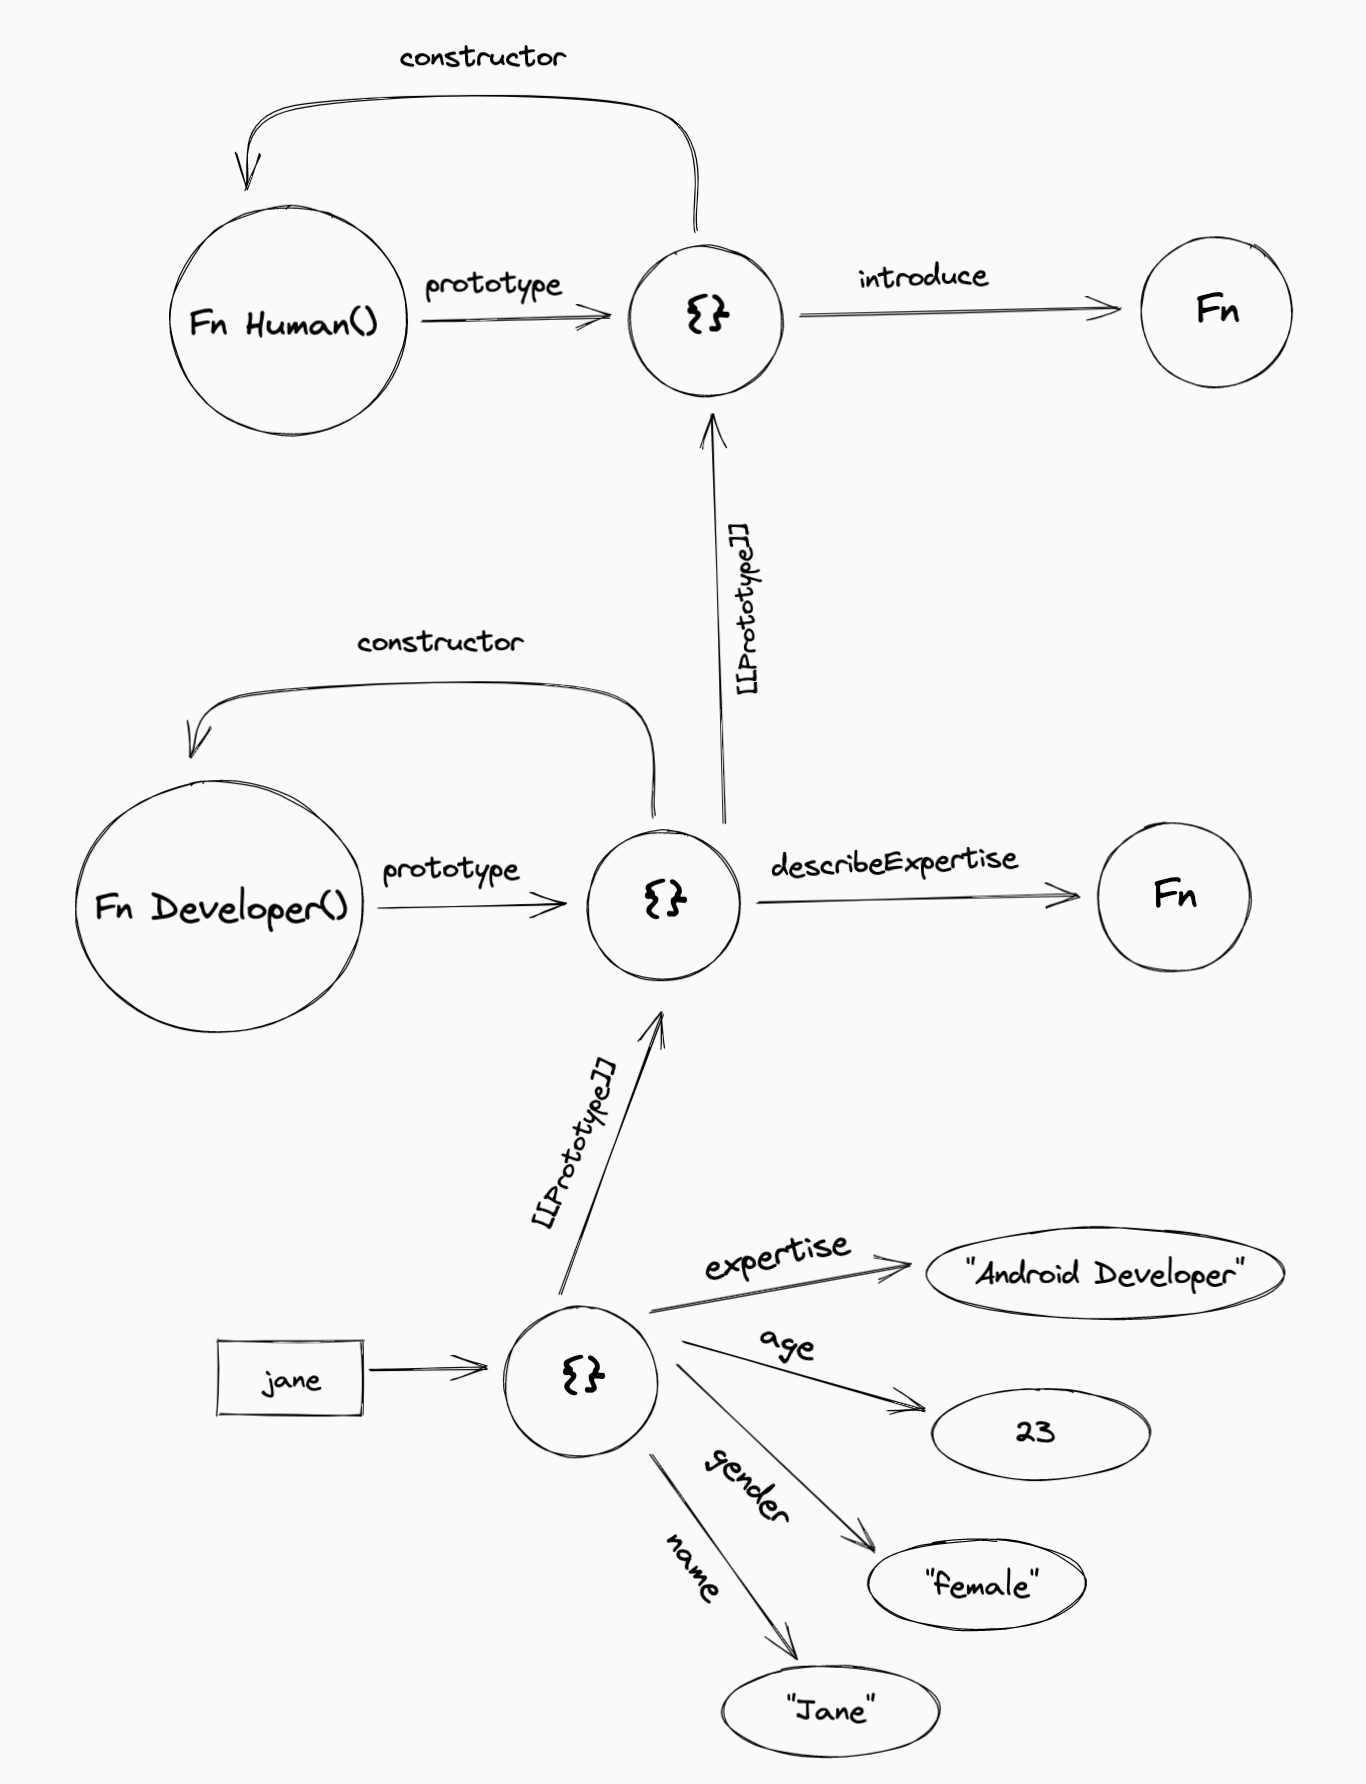 constructor
Fn Human()
prototype
{}
introduce
Fn
[[Prototype]]
constructor
Fn Developer()
prototype
{}
describeExpertise
Fn
[[Prototype]]
jane
{}
expertise
"Android Developer"
age
23
gender
"female"
name
"Jane"